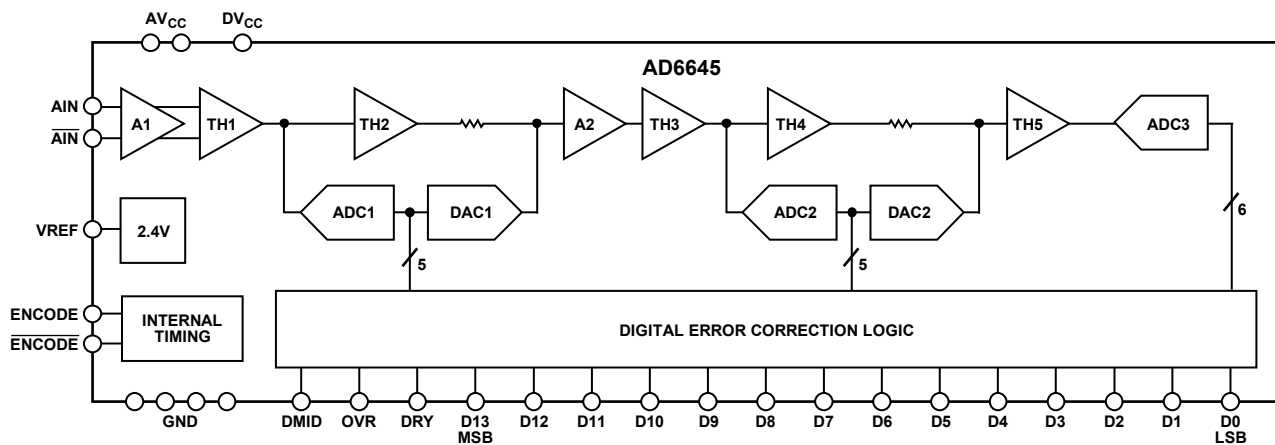 AVCC DVCC
AD6645
AIN
AIN
A1 TH1 TH2 A2 TH3 TH4 TH5 ADC3
ADC1 DAC1 ADC2 DAC2
VREF 2.4V
5 5 6
ENCODE
ENCODE
INTERNAL
TIMING
DIGITAL ERROR CORRECTION LOGIC
GND DMID OVR DRY D13 D12 D11 D10 D9 D8 D7 D6 D5 D4 D3 D2 D1 D0
MSB LSB